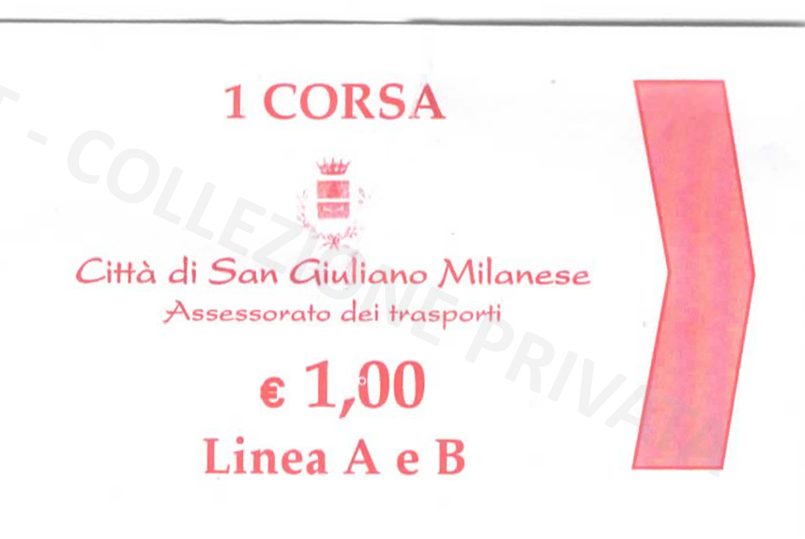 1 CORSA
Città di San Giuliano Milanese
Assessorato dei trasporti
€ 1,00
Linea A e B
- COLLEZIONE PRIVATA